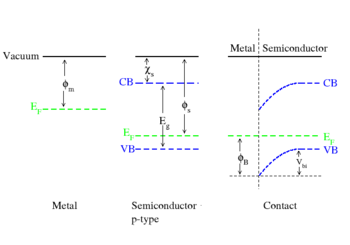 Metal Semiconductor
Vacuum
χs
ϕm
CB
CB
ϕs
EF
Eg
EF
EF
VB
VB
ϕB
Vbi
Metal
Semiconductor
p-type
Contact